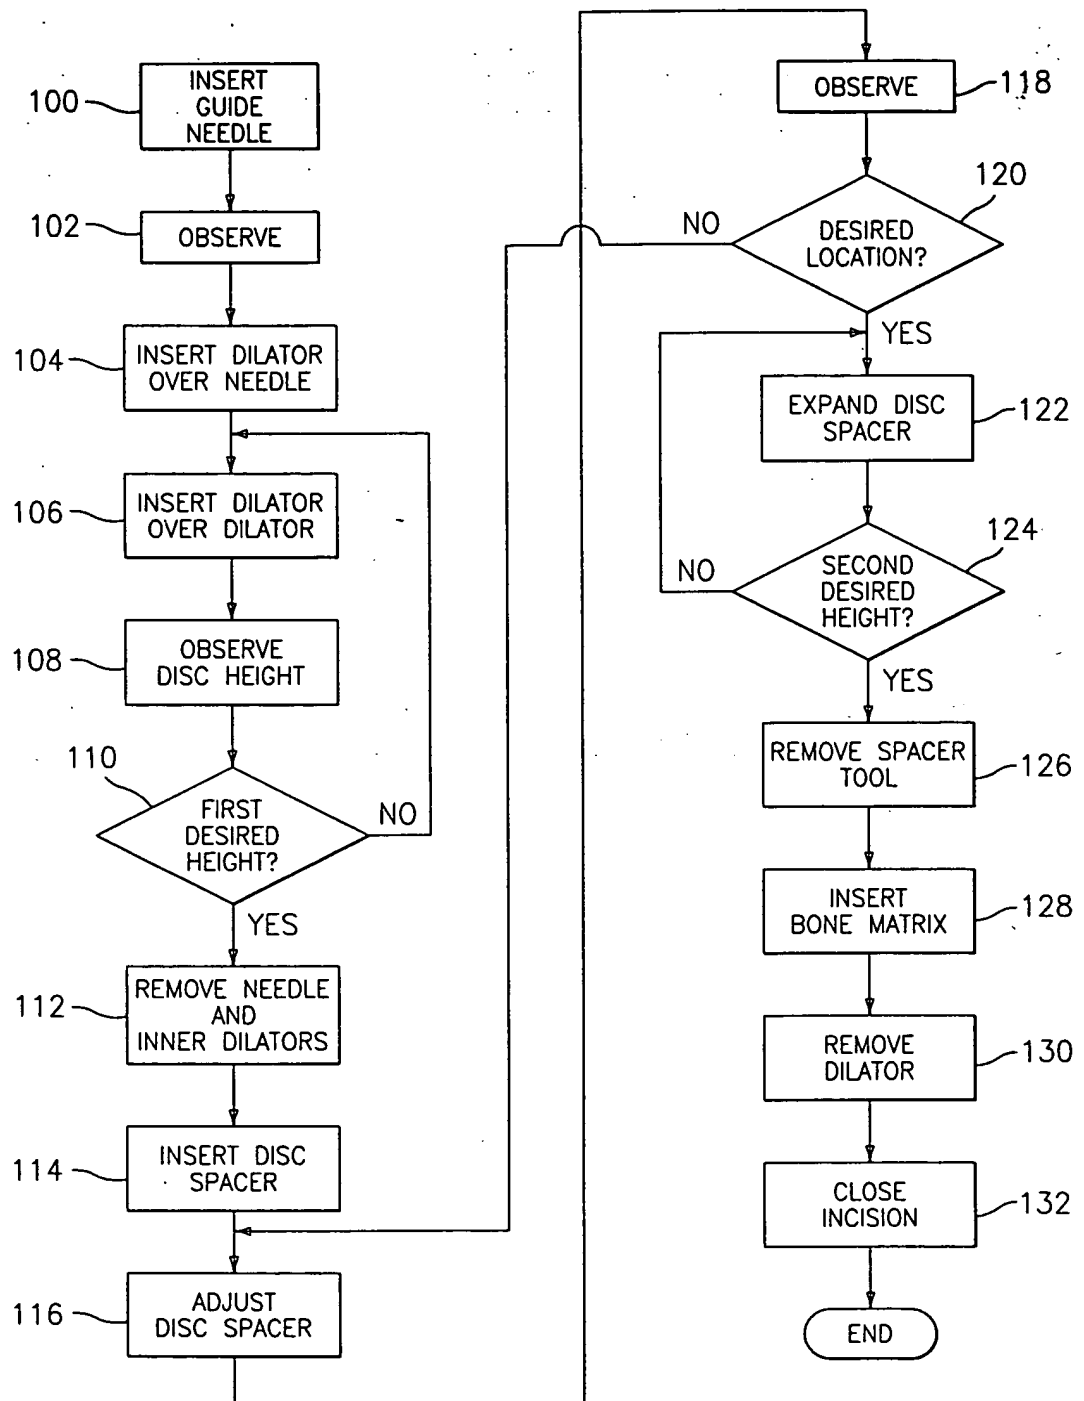 100
INSERT
GUIDE
NEEDLE
102
OBSERVE
104
INSERT DILATOR
OVER NEEDLE
106
INSERT DILATOR
OVER DILATOR
108
OBSERVE
DISC HEIGHT
110
FIRST
DESIRED
HEIGHT?
NO
YES
112
REMOVE NEEDLE
AND
INNER DILATORS
114
INSERT DISC
SPACER
116
ADJUST
DISC SPACER
OBSERVE
118
120
NO
DESIRED
LOCATION?
YES
EXPAND DISC
SPACER
122
124
NO
SECOND
DESIRED
HEIGHT?
YES
REMOVE SPACER
TOOL
126
INSERT
BONE MATRIX
128
REMOVE
DILATOR
130
CLOSE
INCISION
132
END